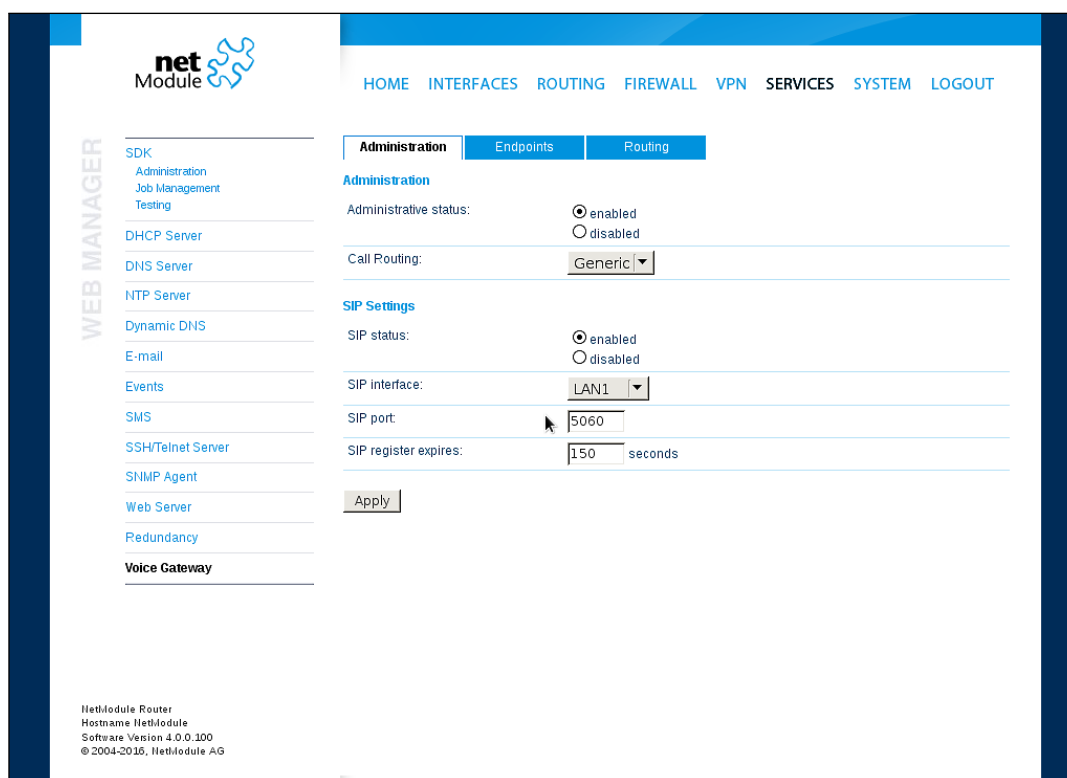 net
Module
HOME INTERFACES ROUTING FIREWALL VPN SERVICES SYSTEM LOGOUT
WEB MANAGER
SDK
Administration
Job Management
Testing
DHCP Server
DNS Server
NTP Server
Dynamic DNS
E-mail
Events
SMS
SSH/Telnet Server
SNMP Agent
Web Server
Redundancy
Voice Gateway
Administration Endpoints Routing
Administration
Administrative status: enabled
disabled
Call Routing: Generic
SIP Settings
SIP status: enabled
disabled
SIP interface: LAN1
SIP port: 5060
SIP register expires: 150 seconds
Apply
NetModule Router
Hostname NetModule
Software Version 4.0.0.100
© 2004-2016, NetModule AG